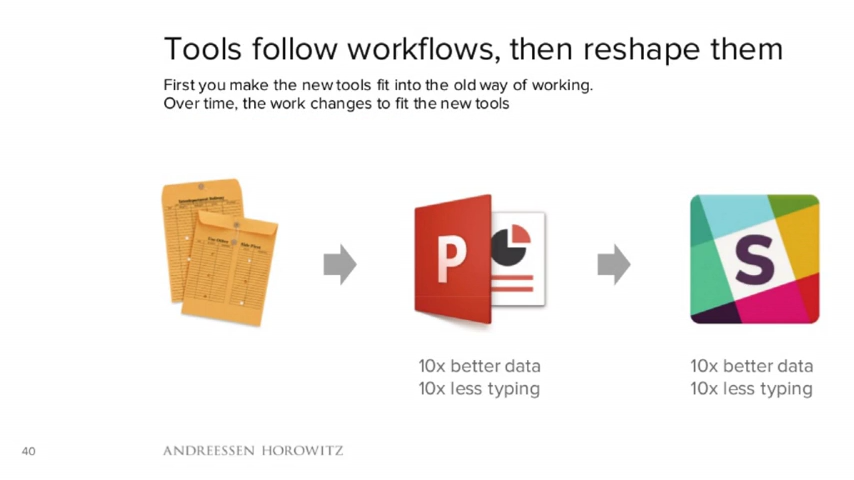 Tools follow workflows, then reshape them
First you make the new tools fit into the old way of working.
Over time, the work changes to fit the new tools
P
S
10x better data
10x less typing
10x better data
10x less typing
40
ANDREESSEN HOROWITZ